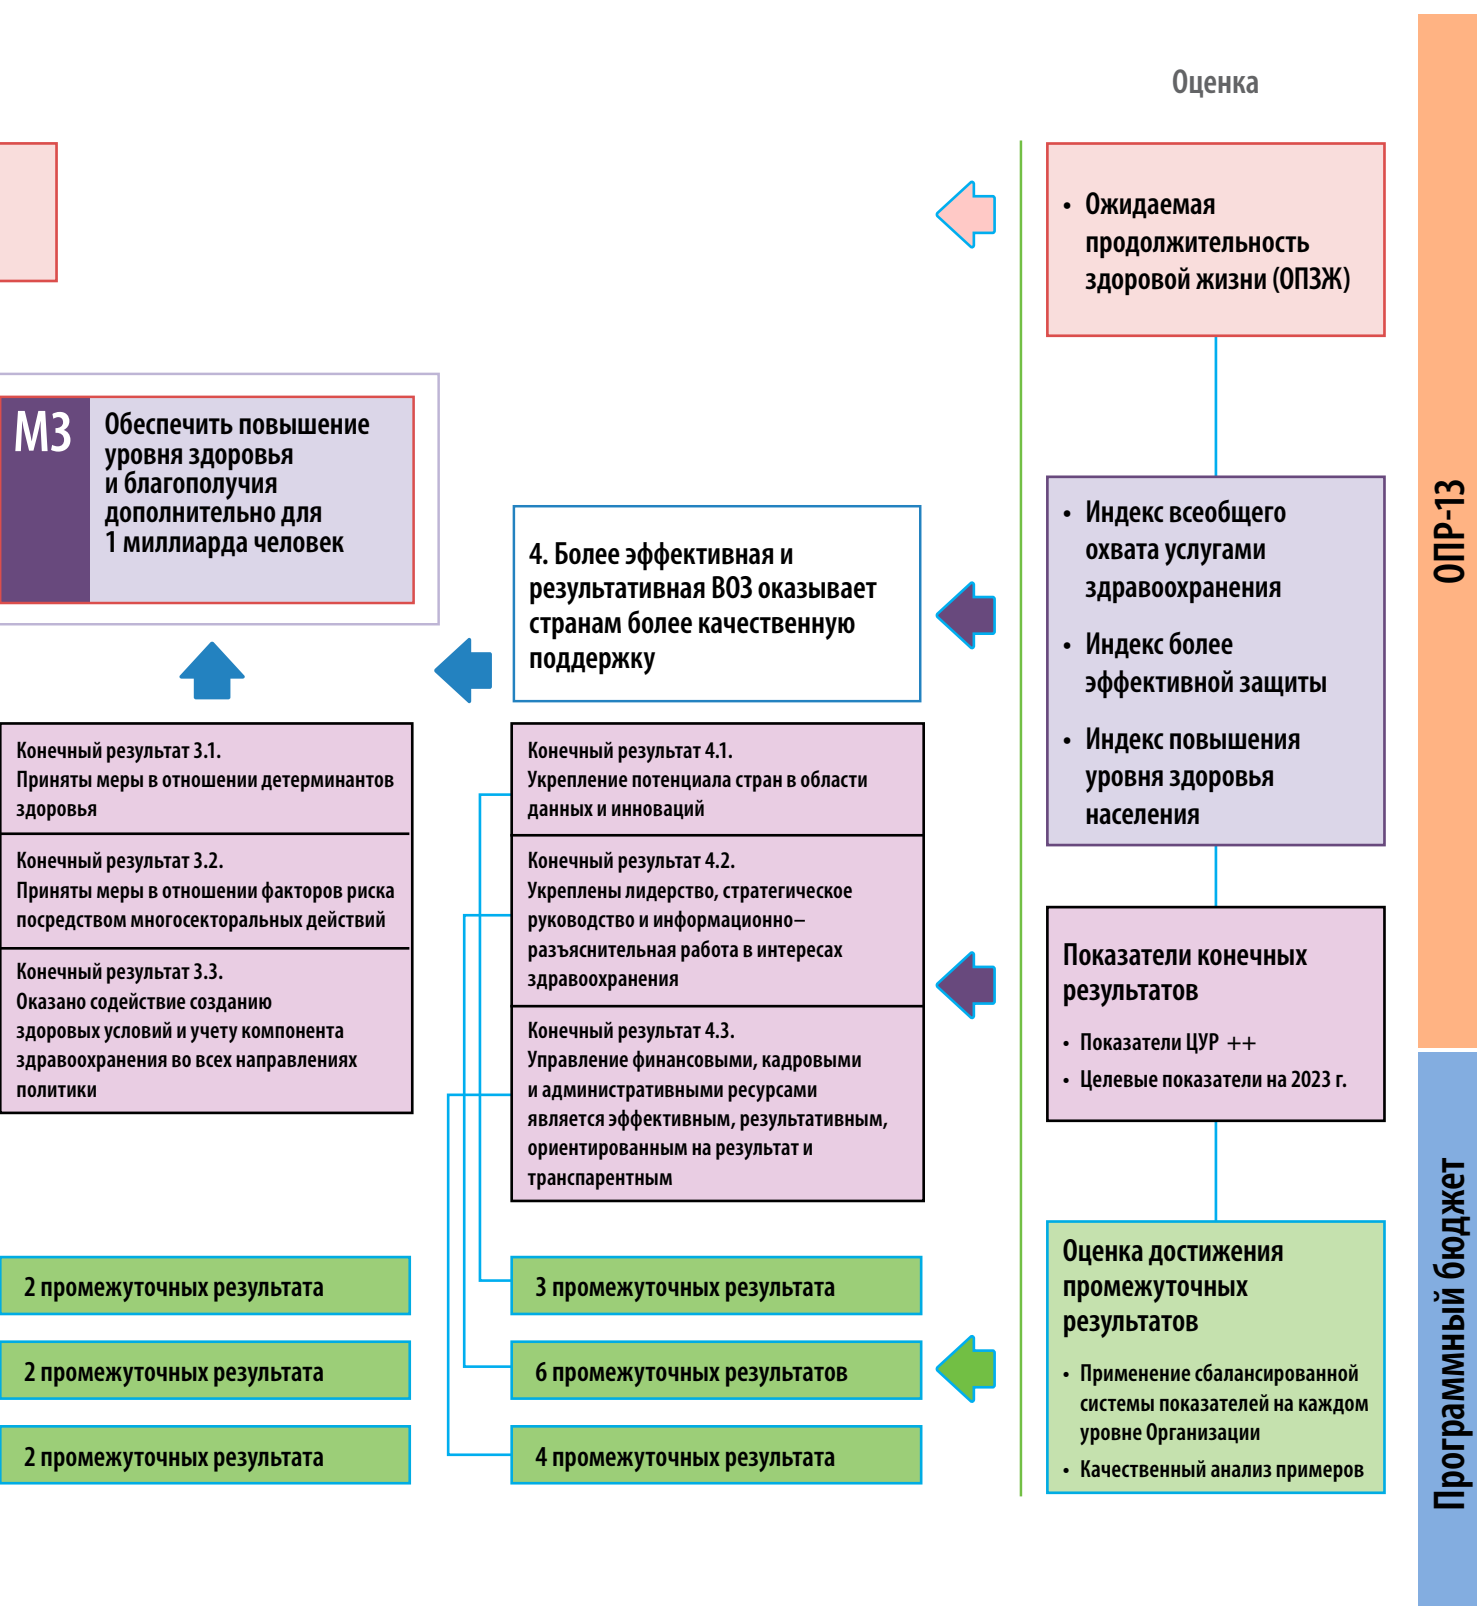 Оценка
• Ожидаемая
продолжительность
здоровой жизни (ОПЗЖ)
М3
Обеспечить повышение
уровня здоровья
и благополучия
дополнительно для
1 миллиарда человек
4. Более эффективная и
результативная ВОЗ оказывает
странам более качественную
поддержку
• Индекс всеобщего
охвата услугами
здравоохранения
• Индекс более
эффективной защиты
• Индекс повышения
уровня здоровья
населения
ОПР-13
Конечный результат 3.1.
Приняты меры в отношении детерминантов
здоровья
Конечный результат 3.2.
Приняты меры в отношении факторов риска
посредством многосекторальных действий
Конечный результат 3.3.
Оказано содействие созданию
здоровых условий и учету компонента
здравоохранения во всех направлениях
политики
Конечный результат 4.1.
Укрепление потенциала стран в области
данных и инноваций
Конечный результат 4.2.
Укреплены лидерство, стратегическое
руководство и информационно–
разъяснительная работа в интересах
здравоохранения
Конечный результат 4.3.
Управление финансовыми, кадровыми
и административными ресурсами
является эффективным, результативным,
ориентированным на результат и
транспарентным
Показатели конечных
результатов
• Показатели ЦУР ++
• Целевые показатели на 2023 г.
2 промежуточных результата
2 промежуточных результата
2 промежуточных результата
3 промежуточных результата
6 промежуточных результатов
4 промежуточных результата
Оценка достижения
промежуточных
результатов
• Применение сбалансированной
системы показателей на каждом
уровне Организации
• Качественный анализ примеров
Программный бюджет